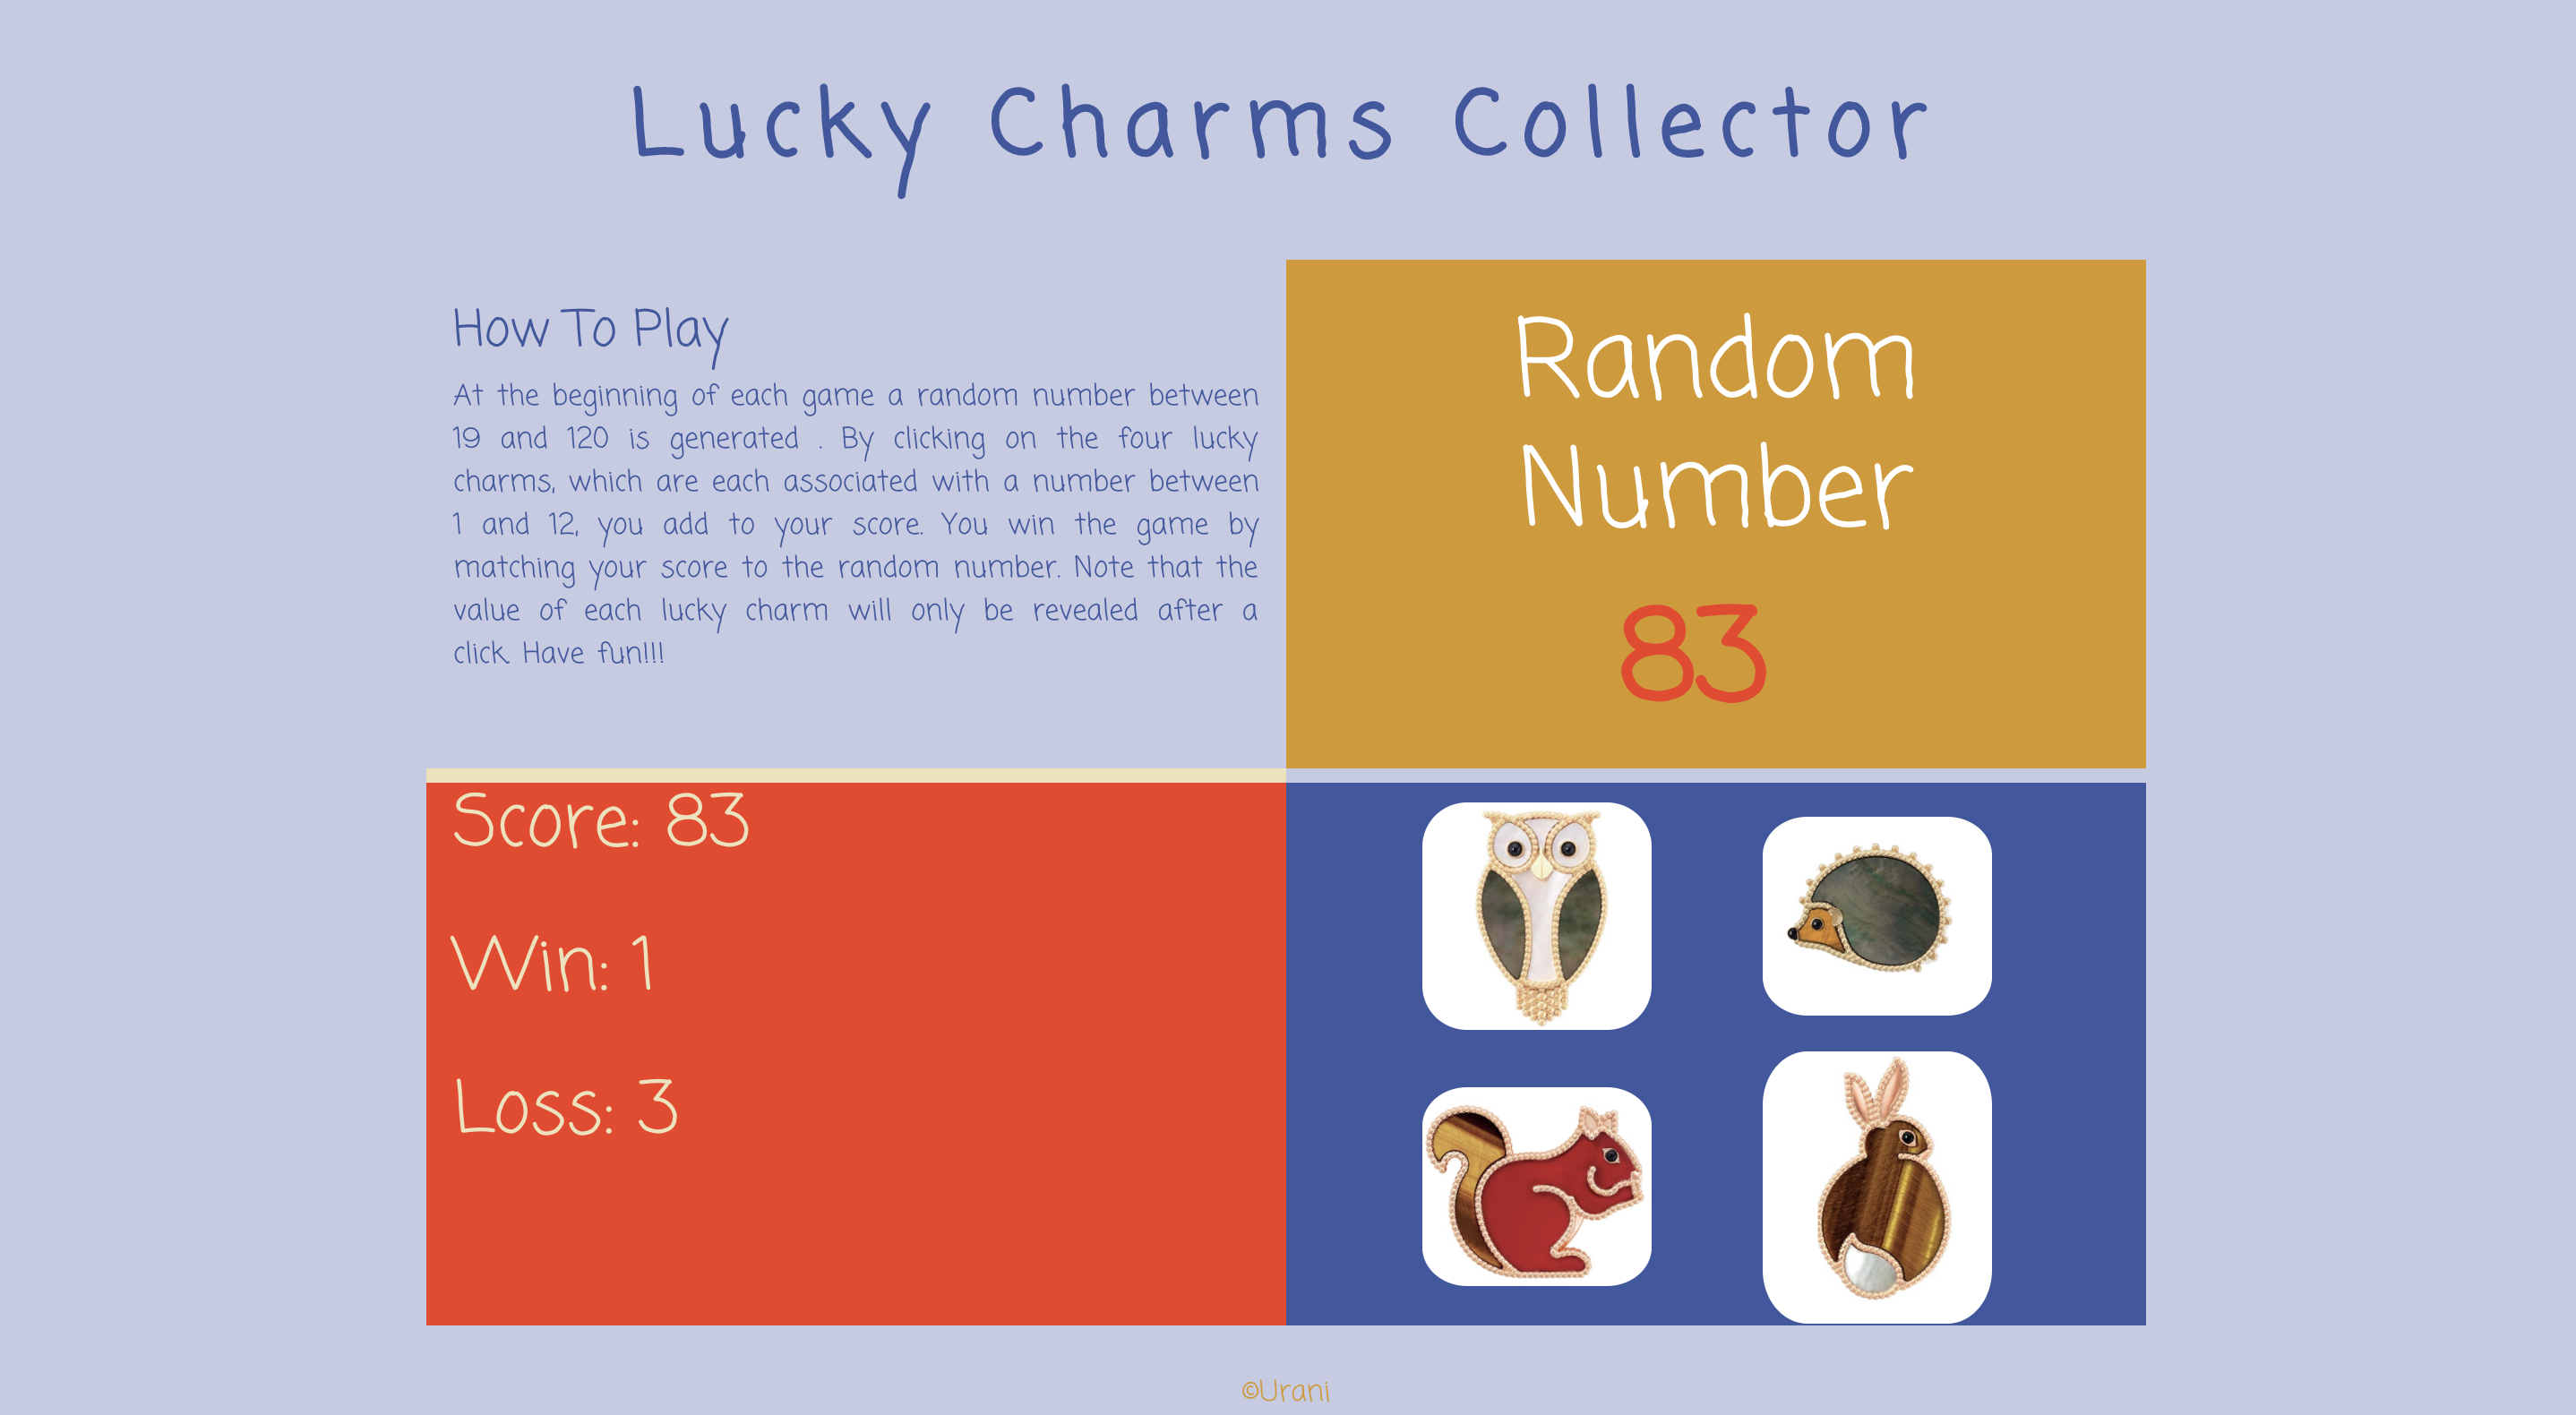 Lucky Charms Collector
How To Play
At the beginning of each game a random number between
19 and 120 is generated . By clicking on the four lucky
charms, which are each associated with a number between
1 and 12, you add to your score. You win the game by
matching your score to the random number. Note that the
value of each lucky charm will only be revealed after a
click. Have fun!!!
Random
Number
83
Score: 83
Win: 1
Loss: 3
©Urani